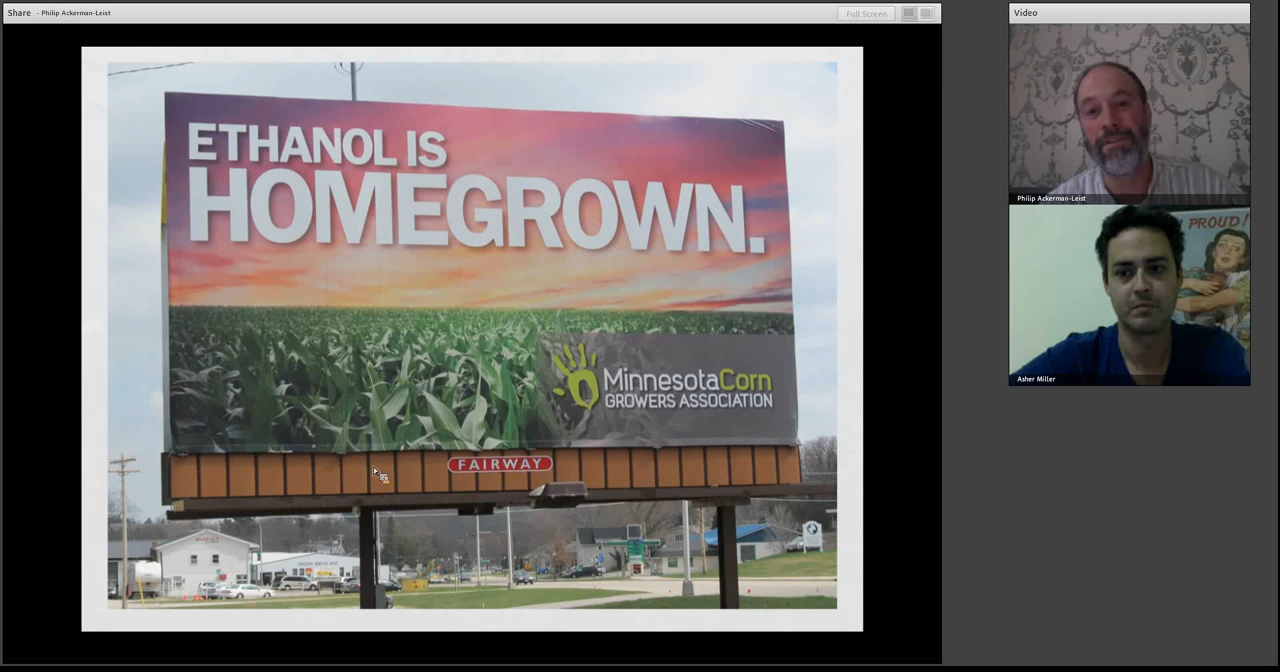 Share - Philip Ackerman-Leist
Full Screen
Video
ETHANOL IS
HOMEGROWN.
MinnesotaCorn
GROWERS ASSOCIATION
FAIRWAY
Philip Ackerman-Leist
PROUD!
Asher Miller